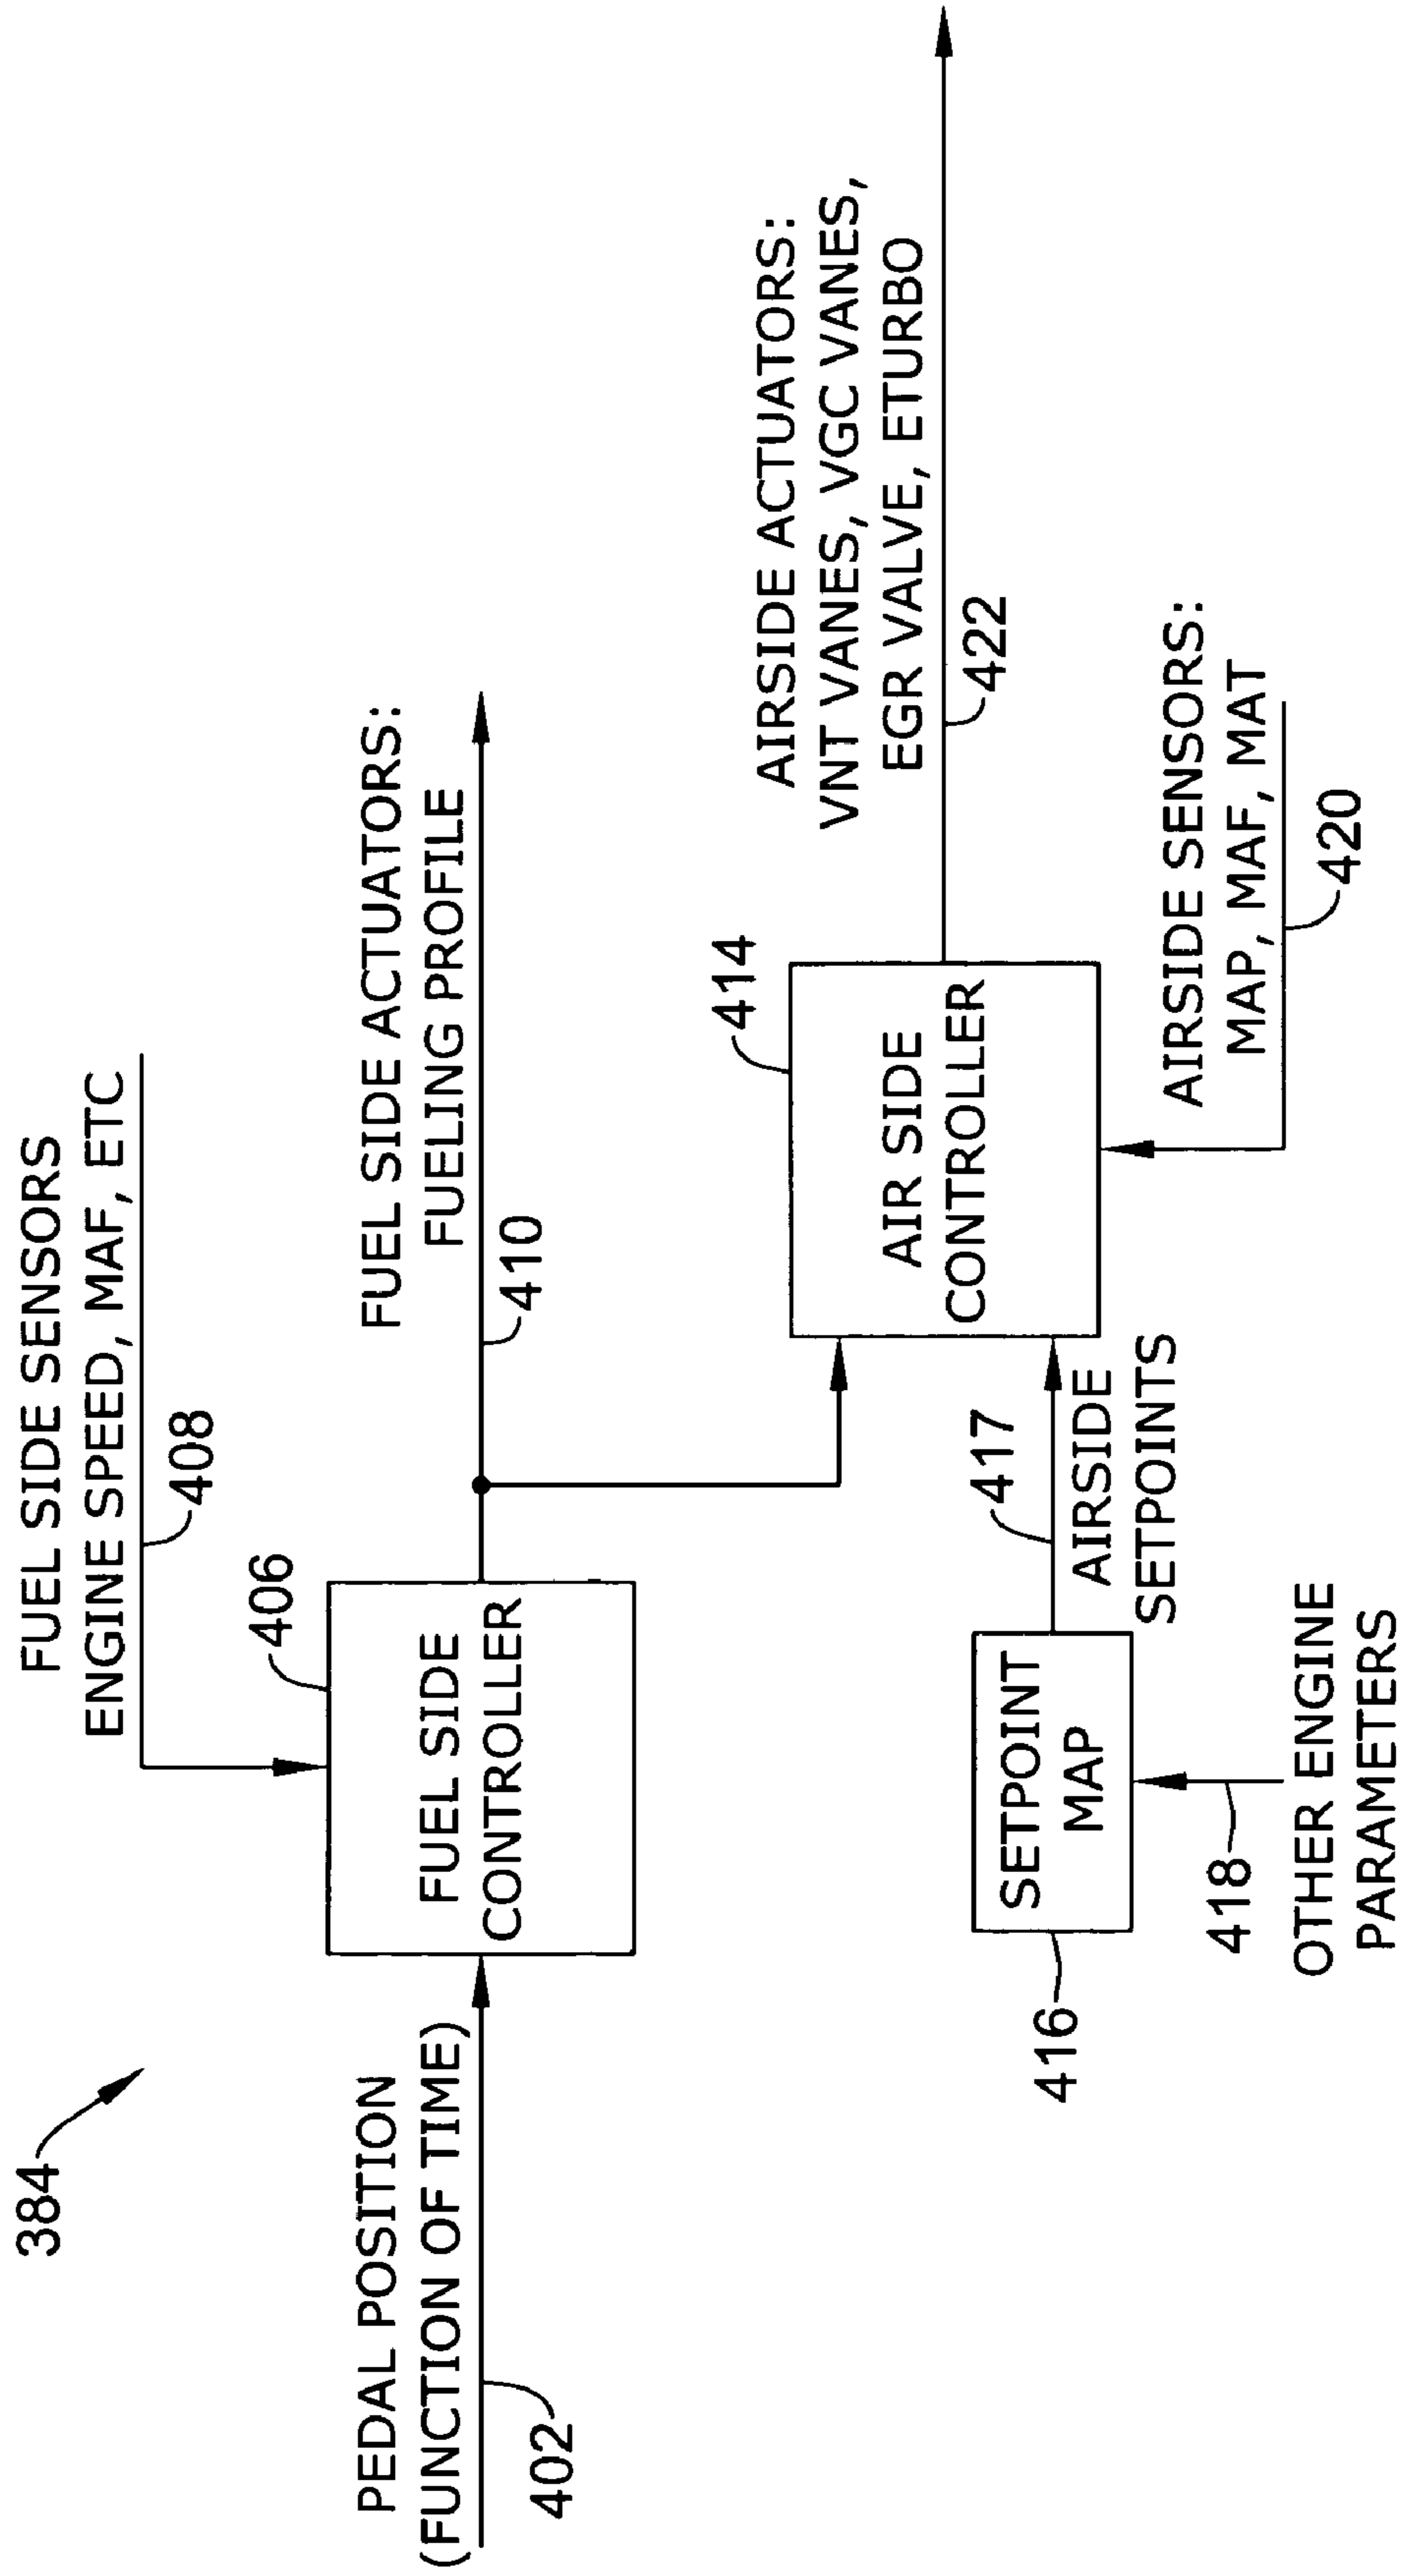 384
FUEL SIDE SENSORS
ENGINE SPEED, MAF, ETC
408
406
PEDAL POSITION
(FUNCTION OF TIME)
402
FUEL SIDE
CONTROLLER
FUEL SIDE ACTUATORS:
FUELING PROFILE
410
414
AIR SIDE
CONTROLLER
AIRSIDE ACTUATORS:
VNT VANES, VGC VANES,
EGR VALVE, ETURBO
422
SETPOINT
MAP
416
417
AIRSIDE
SETPOINTS
418
OTHER ENGINE
PARAMETERS
AIRSIDE SENSORS:
MAP, MAF, MAT
420